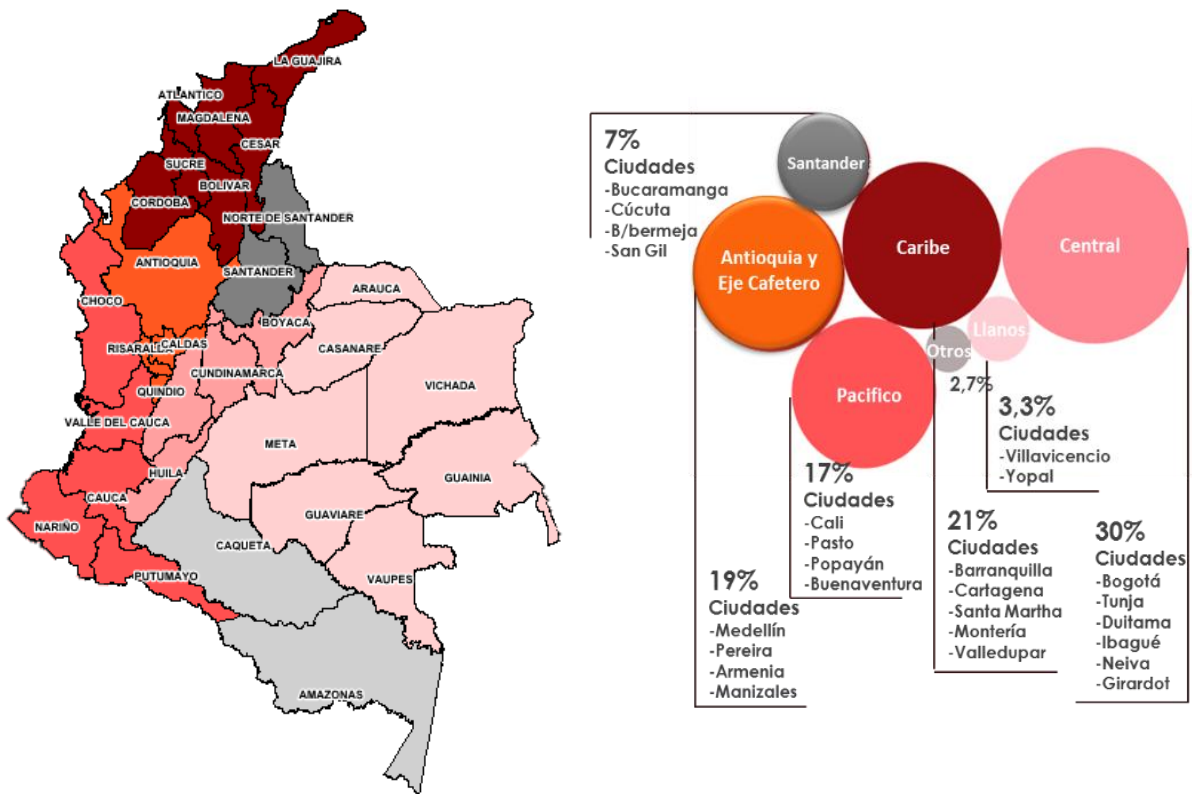 LA GUAJIRA
ATLANTICO
MAGDALENA
CESAR
SUCRE
BOLIVAR
CORDOBA
NORTE DE SANTANDER
ANTIOQUIA
SANTANDER
ARAUCA
CHOCO
BOYACA
RISARALDA
CALDAS
CASANARE
CUNDINAMARCA
VICHADA
QUINDIO
VALLE DEL CAUCA
META
HUILA
GUAINIA
CAUCA
GUAVIARE
NARIÑO
CAQUETA
PUTUMAYO
VAUPES
AMAZONAS
7%
Ciudades
-Bucaramanga
-Cúcuta
-B/bermeja
-San Gil
Santander
Antioquia y
Eje Cafetero
Caribe
Central
Llanos
Otros
2,7%
Pacifico
3,3%
Ciudades
-Villavicencio
-Yopal
17%
Ciudades
-Cali
-Pasto
-Popayán
-Buenaventura
19%
Ciudades
-Medellín
-Pereira
-Armenia
-Manizales
21%
Ciudades
-Barranquilla
-Cartagena
-Santa Martha
-Montería
-Valledupar
30%
Ciudades
-Bogotá
-Tunja
-Duitama
-Ibagué
-Neiva
-Girardot